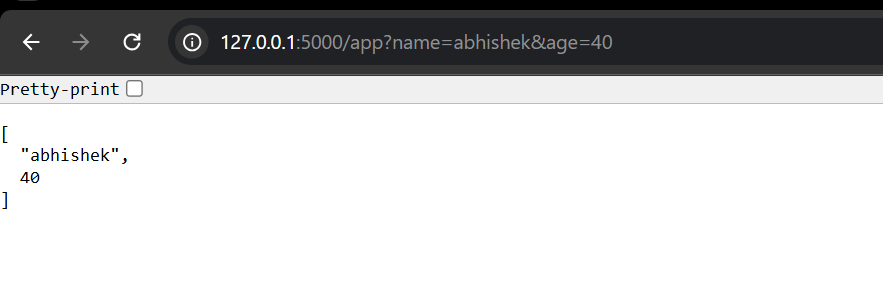 127.0.0.1:5000/app?name=abhishek&age=40
Pretty-print
[
"abhishek",
40
]